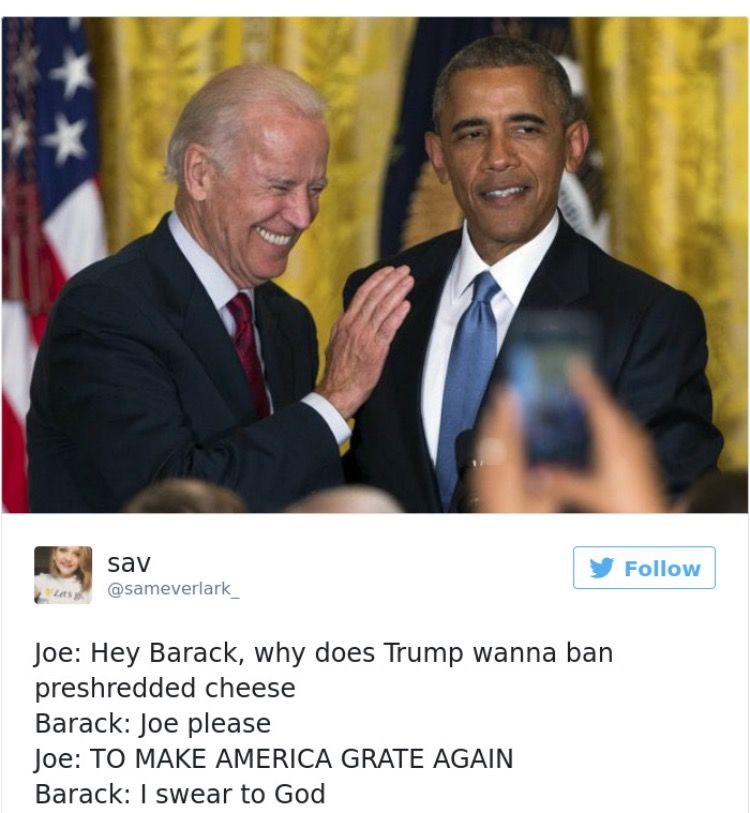 sav
@sameverlark_
Follow
Joe: Hey Barack, why does Trump wanna ban
preshredded cheese
Barack: Joe please
Joe: TO MAKE AMERICA GRATE AGAIN
Barack: I swear to God